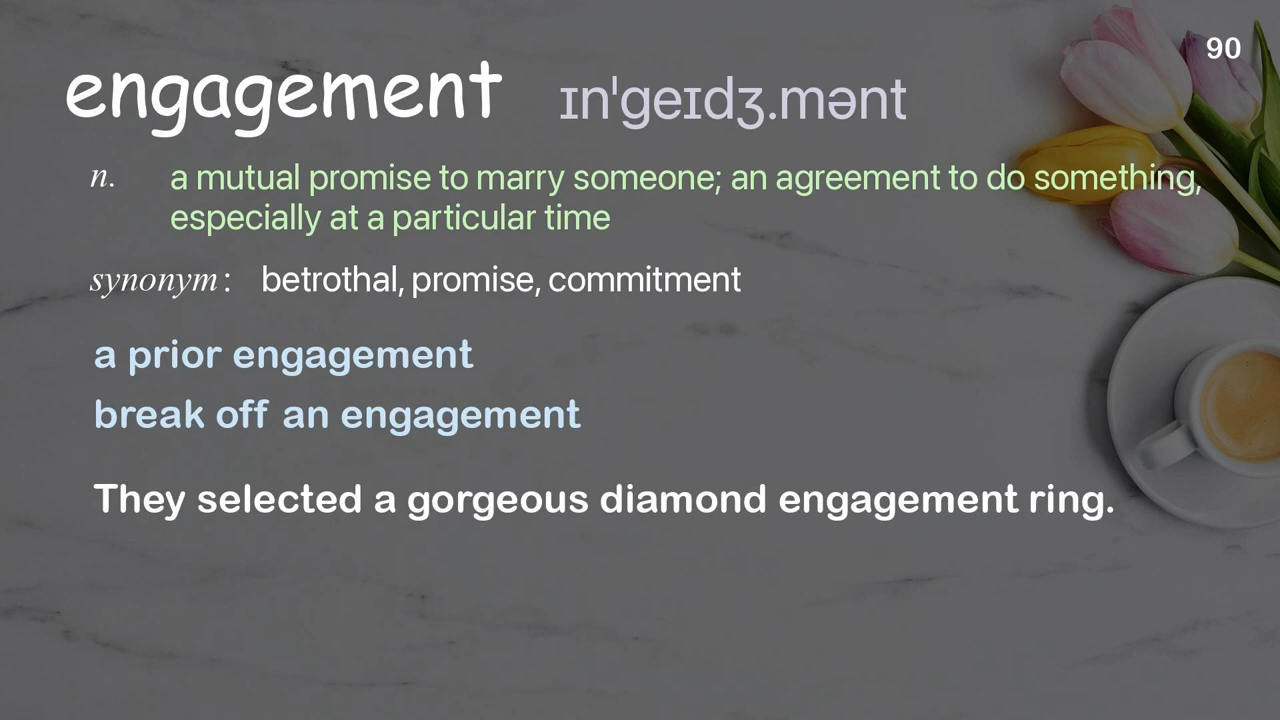 90
engagement ɪnˈɡeɪdʒ.mənt
n. a mutual promise to marry someone; an agreement to do something,
especially at a particular time
synonym: betrothal, promise, commitment
a prior engagement
break off an engagement
They selected a gorgeous diamond engagement ring.